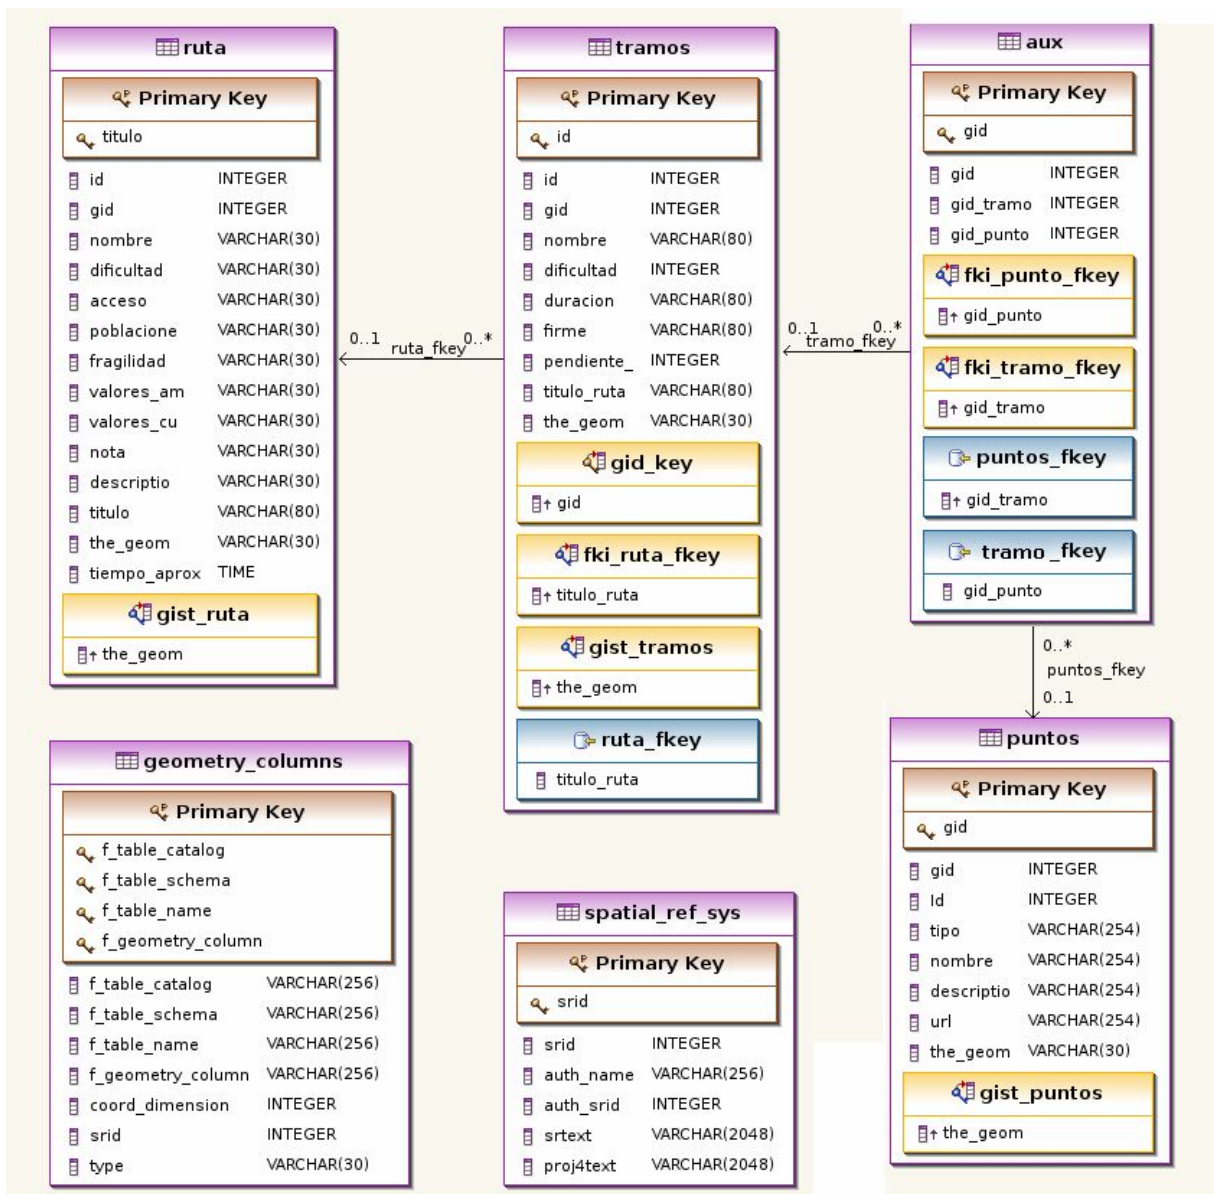 ruta
Primary Key
titulo
id INTEGER
gid INTEGER
nombre VARCHAR(30)
dificultad VARCHAR(30)
acceso VARCHAR(30)
poblacione VARCHAR(30)
fragilidad VARCHAR(30)
valores_am VARCHAR(30)
valores_cu VARCHAR(30)
nota VARCHAR(30)
descriptio VARCHAR(30)
titulo VARCHAR(80)
the_geom VARCHAR(30)
tiempo_aprox TIME
gist_ruta
the_geom
0..1 ruta_fkey 0..*
tramos
Primary Key
id
id INTEGER
gid INTEGER
nombre VARCHAR(80)
dificultad INTEGER
duracion VARCHAR(80)
firme VARCHAR(80)
pendiente_ INTEGER
titulo_ruta VARCHAR(80)
the_geom VARCHAR(30)
gid_key
gid
fki_ruta_fkey
titulo_ruta
gist_tramos
the_geom
ruta_fkey
titulo_ruta
0..1 tramo_fkey 0..*
aux
Primary Key
gid
gid INTEGER
gid_tramo INTEGER
gid_punto INTEGER
fki_punto_fkey
gid_punto
fki_tramo_fkey
gid_tramo
puntos_fkey
gid_tramo
tramo_fkey
gid_punto
0..*
puntos_fkey
0..1
geometry_columns
Primary Key
f_table_catalog
f_table_schema
f_table_name
f_geometry_column
f_table_catalog VARCHAR(256)
f_table_schema VARCHAR(256)
f_table_name VARCHAR(256)
f_geometry_column VARCHAR(256)
coord_dimension INTEGER
srid INTEGER
type VARCHAR(30)
spatial_ref_sys
Primary Key
srid
srid INTEGER
auth_name VARCHAR(256)
auth_srid INTEGER
srtext VARCHAR(2048)
proj4text VARCHAR(2048)
puntos
Primary Key
gid
gid INTEGER
Id INTEGER
tipo VARCHAR(254)
nombre VARCHAR(254)
descriptio VARCHAR(254)
url VARCHAR(254)
the_geom VARCHAR(30)
gist_puntos
the_geom